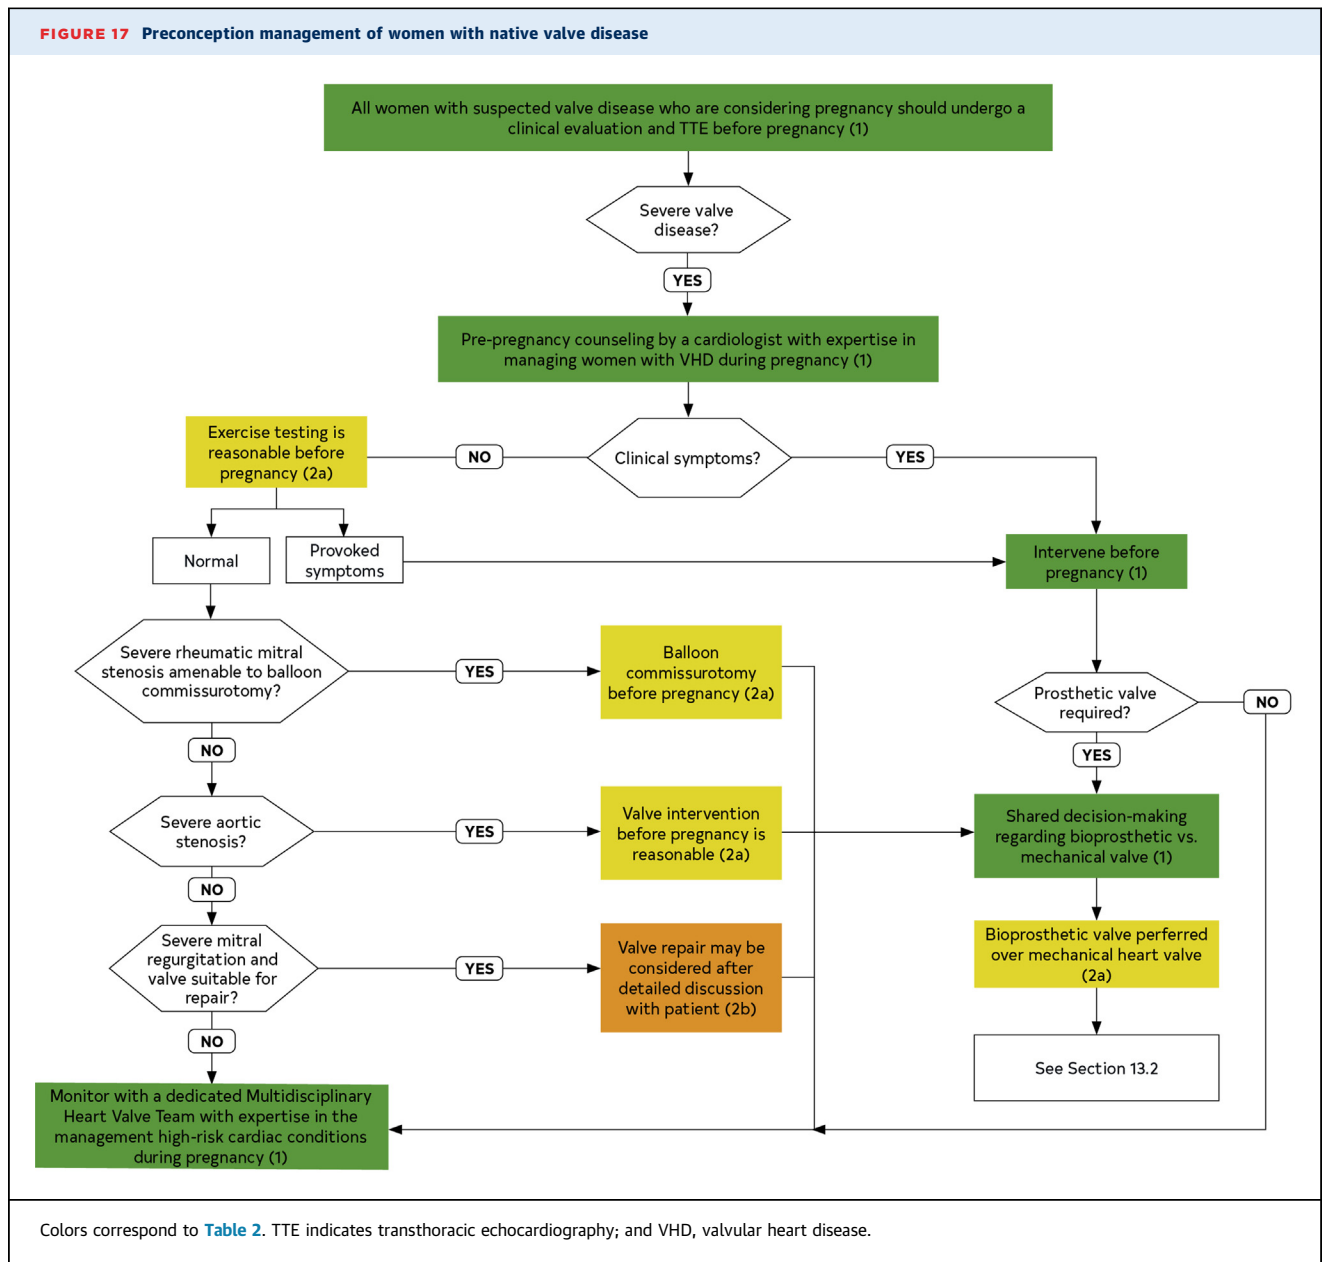 FIGURE 17 Preconception management of women with native valve disease
All women with suspected valve disease who are considering pregnancy should undergo a
clinical evaluation and TTE before pregnancy (1)
Severe valve
disease?
YES
Pre-pregnancy counseling by a cardiologist with expertise in
managing women with VHD during pregnancy (1)
Clinical symptoms?
NO
YES
Exercise testing is
reasonable before
pregnancy (2a)
Normal
Provoked
symptoms
Intervene before
pregnancy (1)
Severe rheumatic mitral
stenosis amenable to balloon
commissurotomy?
YES
Balloon
commissurotomy
before pregnancy (2a)
Prosthetic valve
required?
NO
YES
NO
Severe aortic
stenosis?
YES
Valve intervention
before pregnancy is
reasonable (2a)
Shared decision-making
regarding bioprosthetic vs.
mechanical valve (1)
NO
Severe mitral
regurgitation and
valve suitable for
repair?
YES
Valve repair may be
considered after
detailed discussion
with patient (2b)
Bioprosthetic valve perferred
over mechanical heart valve
(2a)
NO
See Section 13.2
Monitor with a dedicated Multidisciplinary
Heart Valve Team with expertise in the
management high-risk cardiac conditions
during pregnancy (1)
Colors correspond to Table 2. TTE indicates transthoracic echocardiography; and VHD, valvular heart disease.